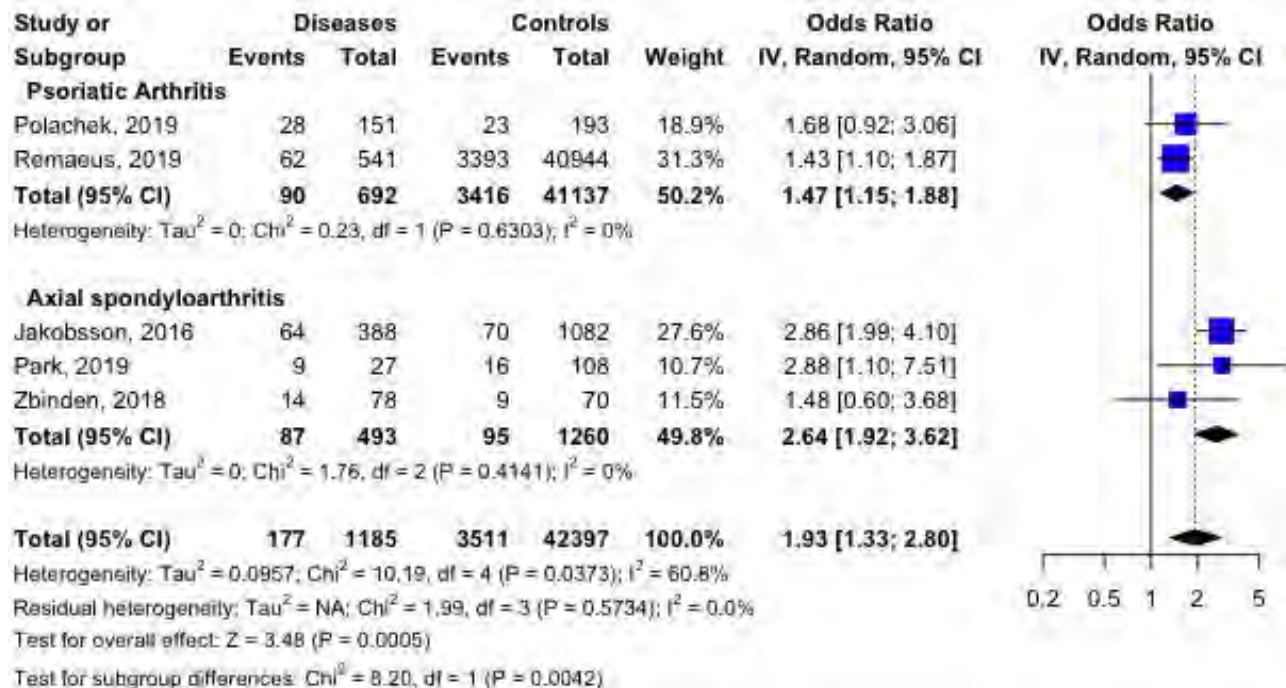 Study or Diseases Controls Odds Ratio Odds Ratio
Subgroup Events Total Events Total Weight IV, Random, 95% CI IV, Random, 95% CI
Psoriatic Arthritis
Polachek, 2019 28 151 23 193 18.9% 1.68 [0.92; 3.06]
Remaeus, 2019 62 541 3393 40944 31.3% 1.43 [1.10; 1.87]
Total (95% CI) 90 692 3416 41137 50.2% 1.47 [1.15; 1.88]
Heterogeneity: Tau² = 0; Chi² = 0.23, df = 1 (P = 0.6303); I² = 0%
Axial spondyloarthritis
Jakobsson, 2016 64 388 70 1082 27.6% 2.86 [1.99; 4.10]
Park, 2019 9 27 16 108 10.7% 2.88 [1.10; 7.51]
Zbinden, 2018 14 78 9 70 11.5% 1.48 [0.60; 3.68]
Total (95% CI) 87 493 95 1260 49.8% 2.64 [1.92; 3.62]
Heterogeneity: Tau² = 0; Chi² = 1.76, df = 2 (P = 0.4141); I² = 0%
Total (95% CI) 177 1185 3511 42397 100.0% 1.93 [1.33; 2.80]
Heterogeneity: Tau² = 0.0957; Chi² = 10.19, df = 4 (P = 0.0373); I² = 60.8%
Residual heterogeneity: Tau² = NA; Chi² = 1.99, df = 3 (P = 0.5734); I² = 0.0%
0.2 0.5 1 2 5
Test for overall effect: Z = 3.48 (P = 0.0005)
Test for subgroup differences: Chi² = 8.20, df = 1 (P = 0.0042)